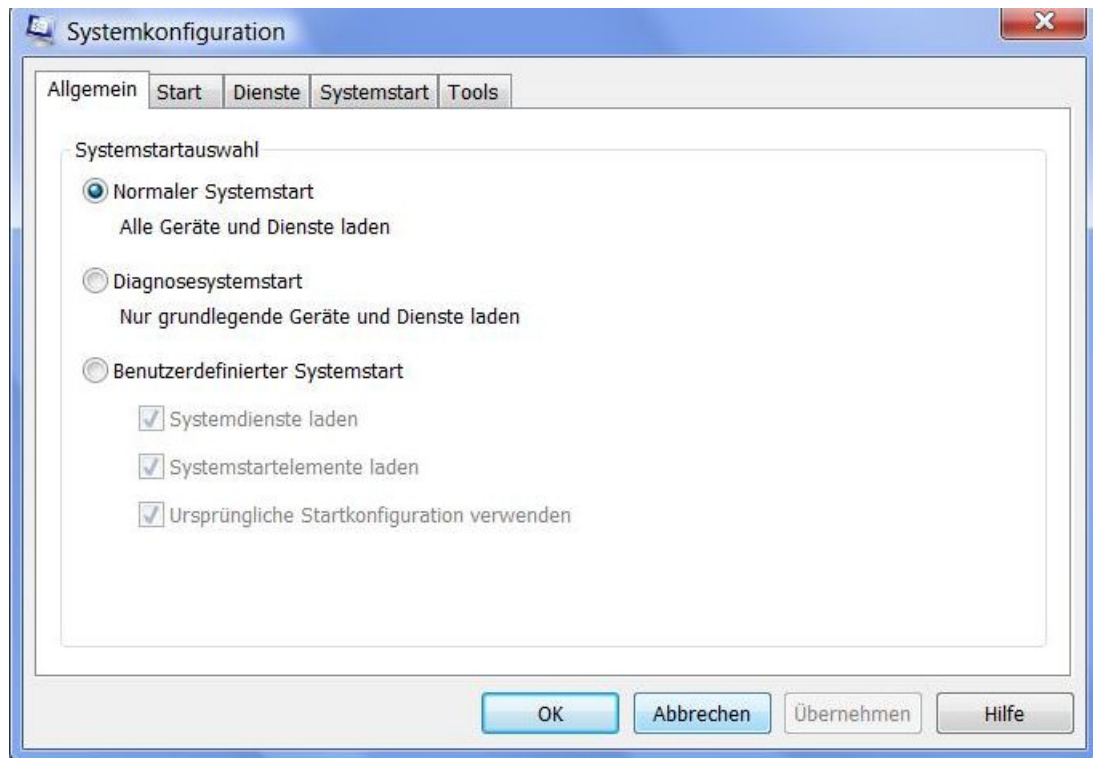 Systemkonfiguration
Allgemein Start Dienste Systemstart Tools
Systemstartauswahl
Normaler Systemstart
Alle Geräte und Dienste laden
Diagnosesystemstart
Nur grundlegende Geräte und Dienste laden
Benutzerdefinierter Systemstart
Systemdienste laden
Systemstartelemente laden
Ursprüngliche Startkonfiguration verwenden
OK Abbrechen Übernehmen Hilfe